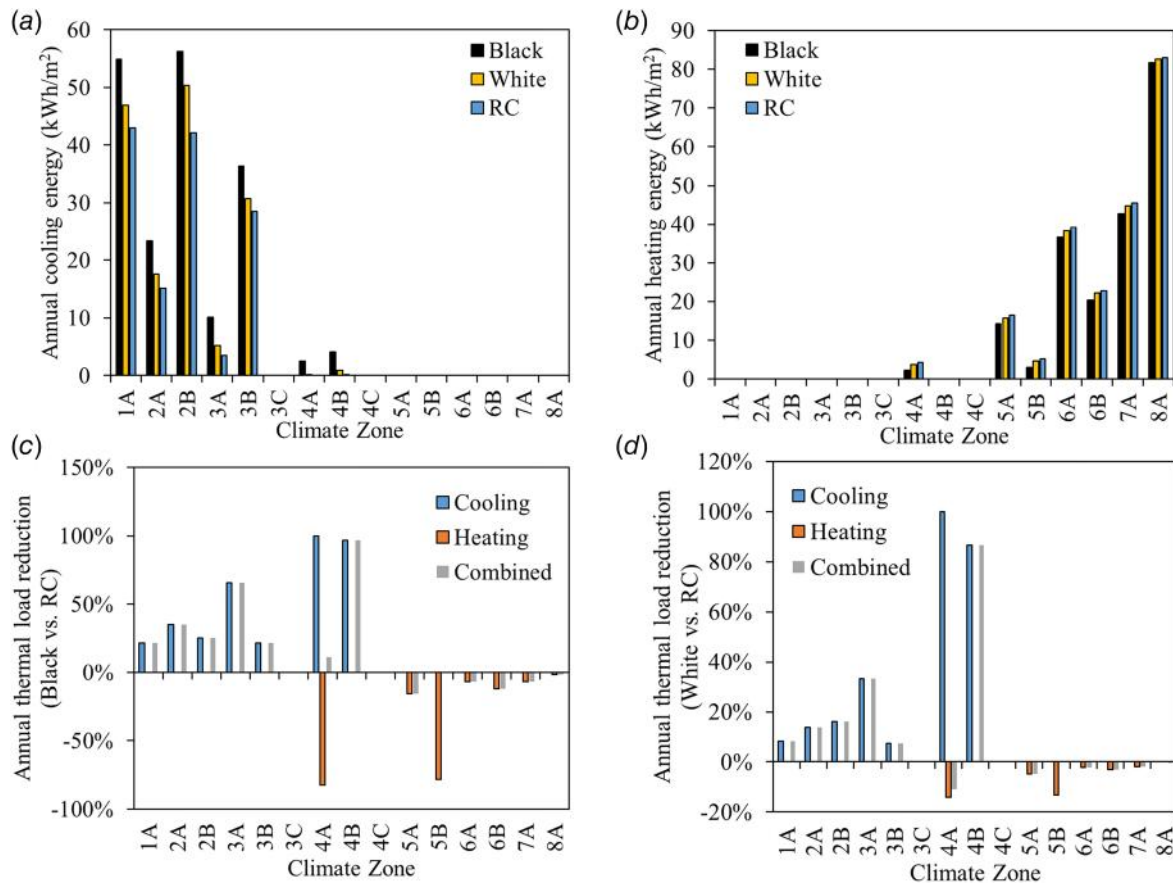 (a)
Annual cooling energy (kWh/m²)
60
50
40
30
20
10
0
Black
White
RC
1A
2A
2B
3A
3B
3C
4A
4B
4C
5A
5B
6A
6B
7A
8A
Climate Zone
(b)
Annual heating energy (kWh/m²)
90
80
70
60
50
40
30
20
10
0
Black
White
RC
1A
2A
2B
3A
3B
3C
4A
4B
4C
5A
5B
6A
6B
7A
8A
Climate Zone
(c)
Annual thermal load reduction
(Black vs. RC)
150%
100%
50%
0%
-50%
-100%
Cooling
Heating
Combined
1A
2A
2B
3A
3B
3C
4A
4B
4C
5A
5B
6A
6B
7A
8A
Climate Zone
(d)
Annual thermal load reduction
(White vs. RC)
120%
100%
80%
60%
40%
20%
0%
-20%
Cooling
Heating
Combined
1A
2A
2B
3A
3B
3C
4A
4B
4C
5A
5B
6A
6B
7A
8A
Climate Zone